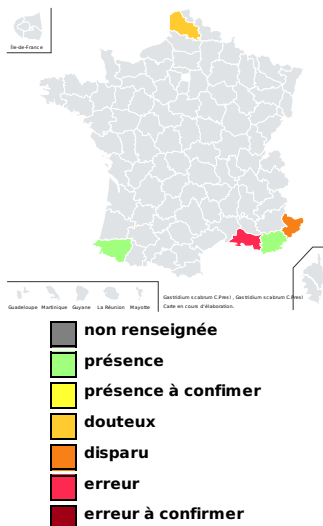 Île-de-France
Guadeloupe Martinique Guyane La Réunion Mayotte
Gastridium scabrum C.Presl , Gastridium scabrum C.Presl
Carte en cours d'élaboration.
non renseignée
présence
présence à confimer
douteux
disparu
erreur
erreur à confirmer